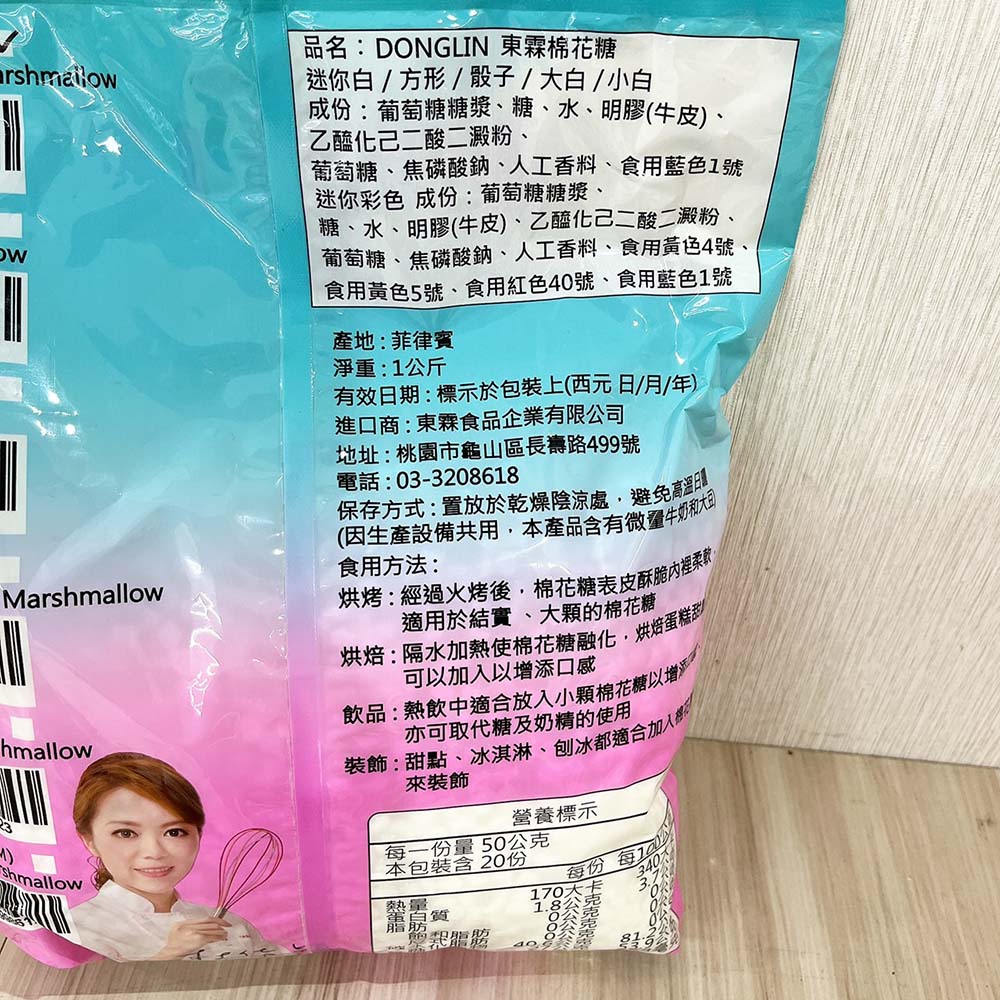 品名：DONGLIN 東霖棉花糖
迷你白/方形/骰子/大白/小白
成份：葡萄糖糖漿、糖、水、明膠(牛皮)、
乙醯化己二酸二澱粉、
葡萄糖、焦磷酸鈉、人工香料、食用藍色1號
迷你彩色 成份：葡萄糖糖漿、
糖、水、明膠(牛皮)、乙醯化己二酸二澱粉、
葡萄糖、焦磷酸鈉、人工香料、食用黃色4號、
食用黃色5號、食用紅色40號、食用藍色1號
產地：菲律賓
淨重：1公斤
有效日期：標示於包裝上(西元 日/月/年)
進口商：東霖食品企業有限公司
地址：桃園市龜山區長壽路499號
電話：03-3208618
保存方式：置放於乾燥陰涼處，避免高溫日
(因生產設備共用，本產品含有微量牛奶和大豆
食用方法：
烘烤：經過火烤後，棉花糖表皮酥脆內裡柔軟
適用於結實、大顆的棉花糖
烘焙：隔水加熱使棉花糖融化，烘焙蛋糕甜
可以加入以增添口感
飲品：熱飲中適合放入小顆棉花糖以增添
亦可取代糖及奶精的使用
裝飾：甜點、冰淇淋、刨冰都適合加入棉花
來裝飾
營養標示
每一份量 50公克
本包裝含 20份
每份 每100
熱量 170大卡 340
蛋白質 1.8公克
脂肪 0公克
飽和脂肪 0公克
rshmallow
ow
Marshmallow
hmallow
23
M)
shmallow